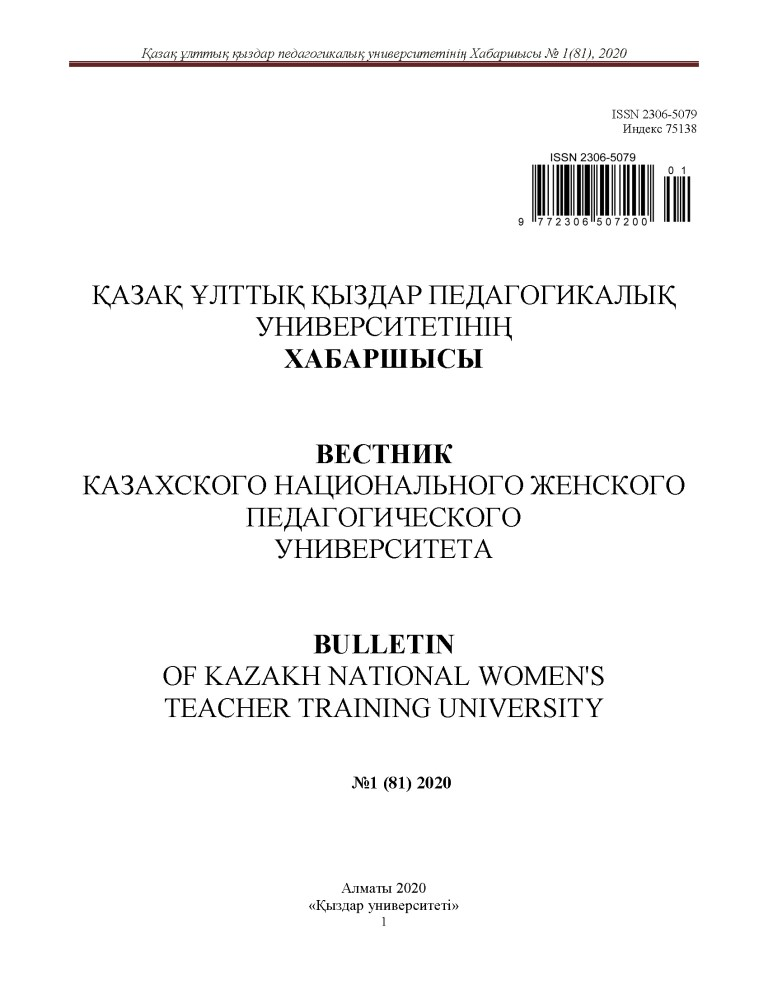 Қазақ ұлттық қыздар педагогикалық университетінің Хабаршысы № 1(81), 2020
ISSN 2306-5079
Индекс 75138
ISSN 2306-5079
0 1
9 772306 507200
ҚАЗАҚ ҰЛТТЫҚ ҚЫЗДАР ПЕДАГОГИКАЛЫҚ
УНИВЕРСИТЕТІНІҢ
ХАБАРШЫСЫ
ВЕСТНИК
КАЗАХСКОГО НАЦИОНАЛЬНОГО ЖЕНСКОГО
ПЕДАГОГИЧЕСКОГО
УНИВЕРСИТЕТА
BULLETIN
OF KAZAKH NATIONAL WOMEN'S
TEACHER TRAINING UNIVERSITY
№1 (81) 2020
Алматы 2020
«Қыздар университеті»
1